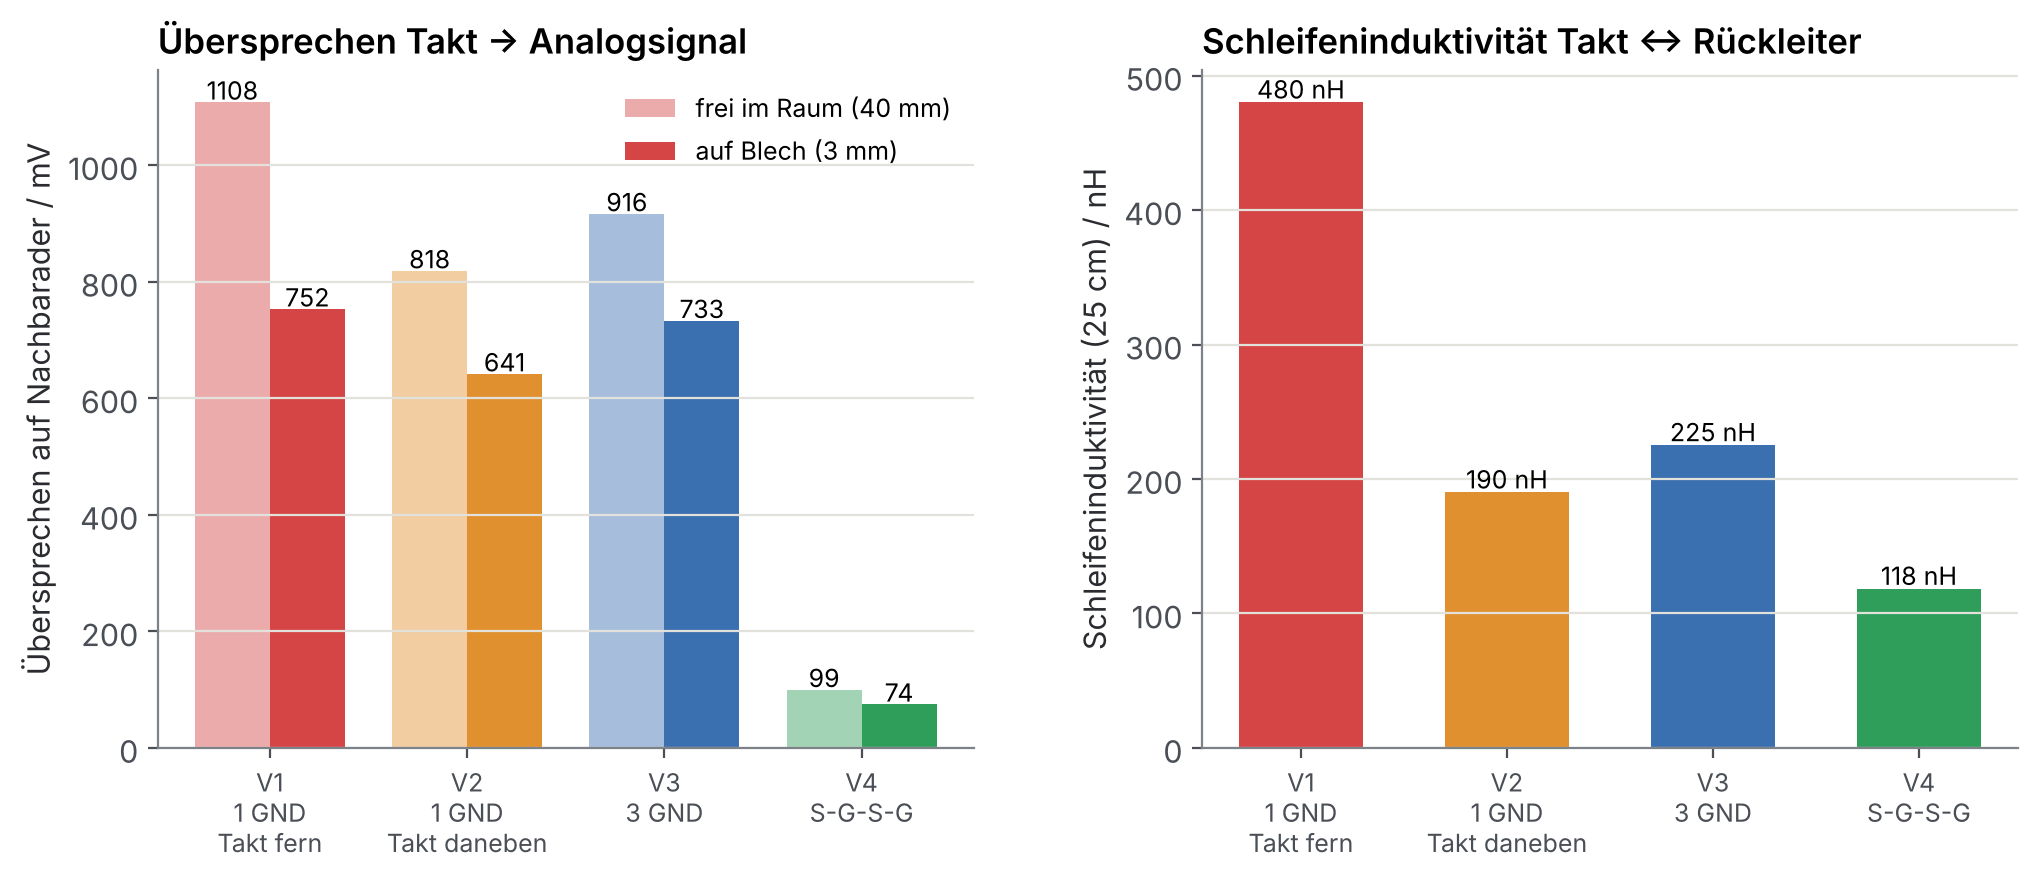 Übersprechen Takt → Analogsignal
Übersprechen auf Nachbarader / mV
1000
800
600
400
200
0
frei im Raum (40 mm)
auf Blech (3 mm)
1108
752
818
641
916
733
99
74
V1
1 GND
Takt fern
V2
1 GND
Takt daneben
V3
3 GND
V4
S-G-S-G
Schleifeninduktivität Takt ↔ Rückleiter
Schleifeninduktivität (25 cm) / nH
500
400
300
200
100
0
480 nH
190 nH
225 nH
118 nH
V1
1 GND
Takt fern
V2
1 GND
Takt daneben
V3
3 GND
V4
S-G-S-G